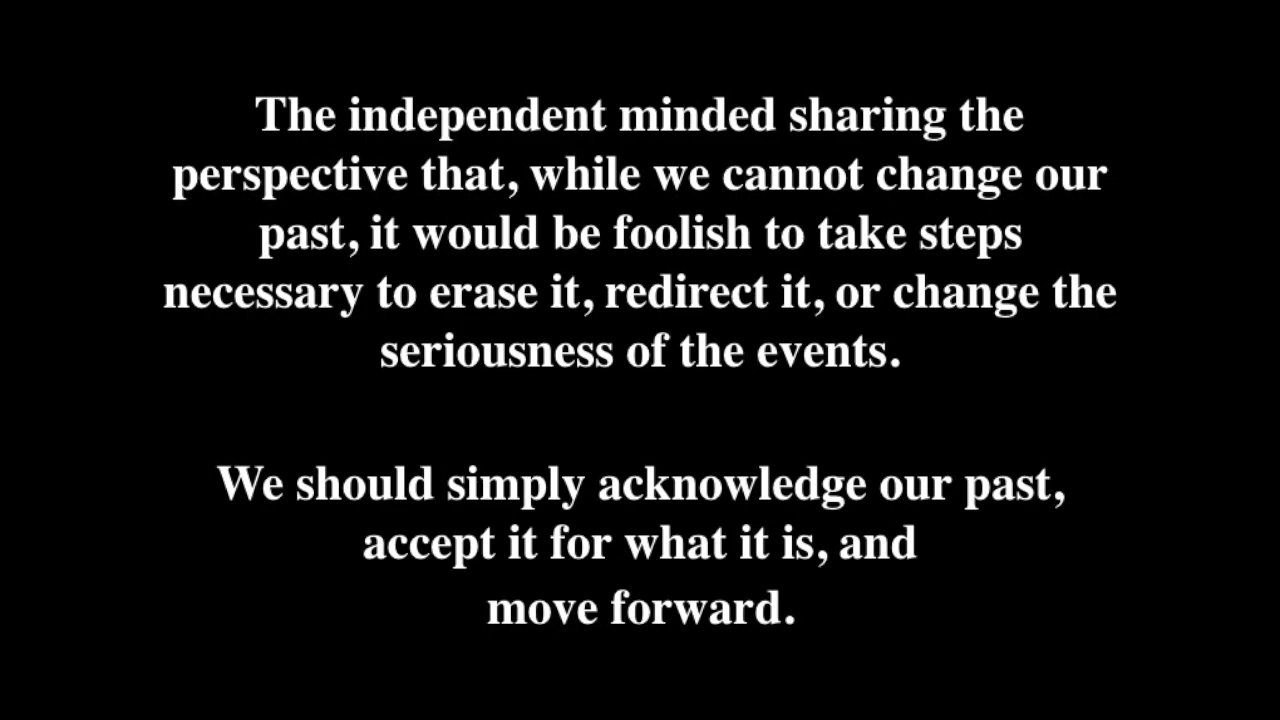 The independent minded sharing the
perspective that, while we cannot change our
past, it would be foolish to take steps
necessary to erase it, redirect it, or change the
seriousness of the events.
We should simply acknowledge our past,
accept it for what it is, and
move forward.